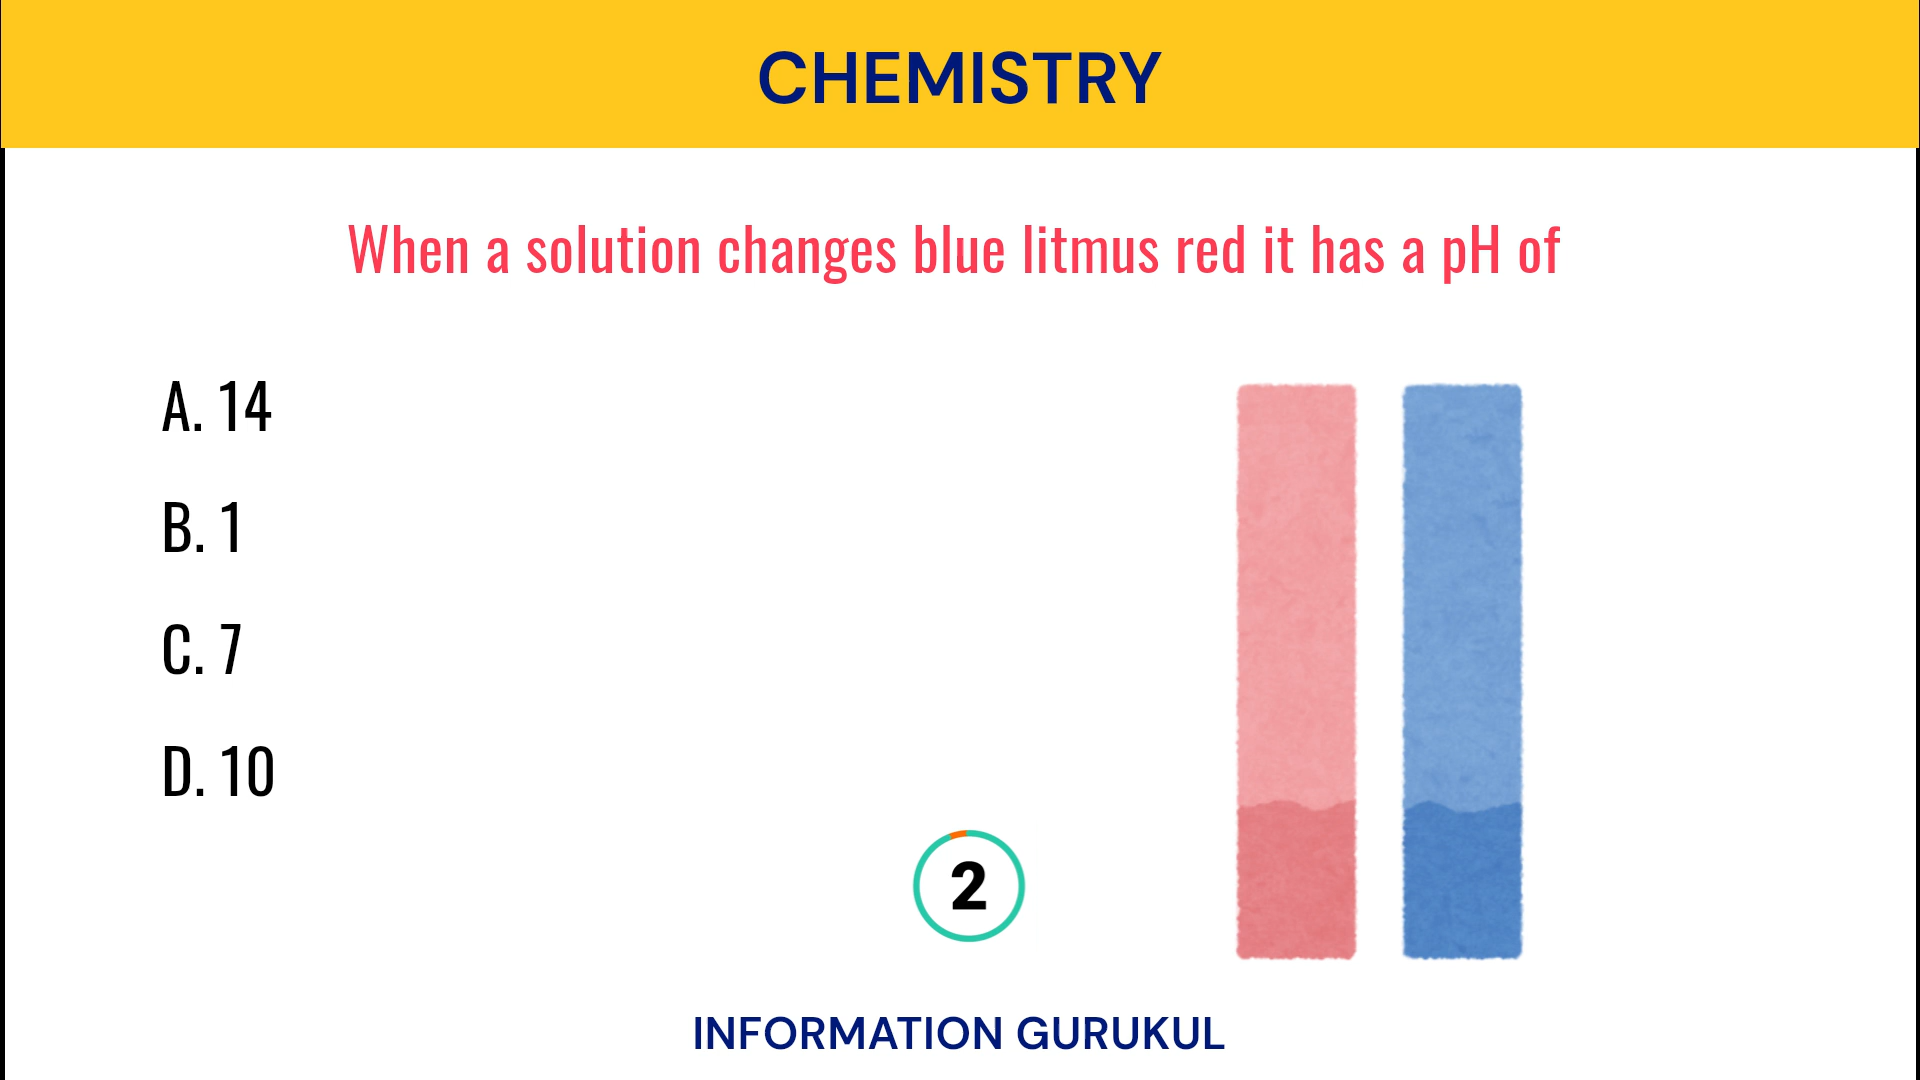 CHEMISTRY
When a solution changes blue litmus red it has a pH of
A. 14
B. 1
C. 7
D. 10
2
INFORMATION GURUKUL